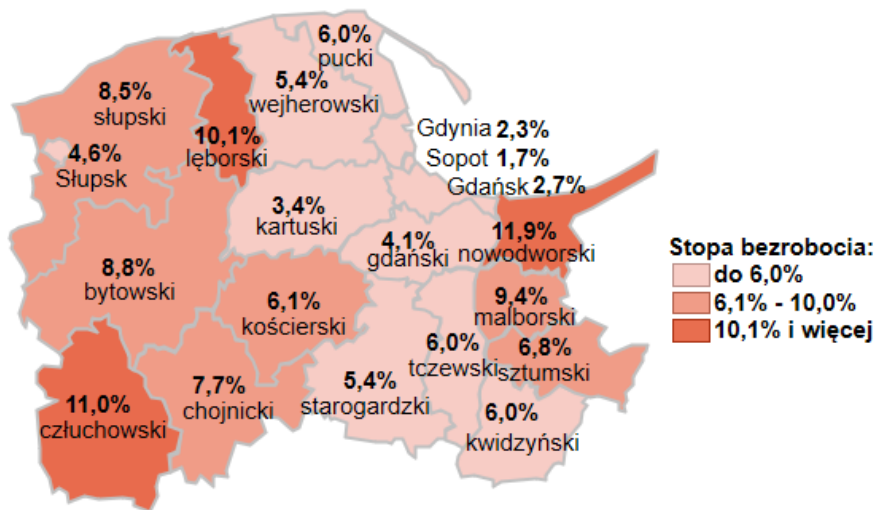 6,0%
pucki
5,4%
wejherowski
8,5%
słupski
10,1%
lęborski
4,6%
Słupsk
Gdynia 2,3%
Sopot 1,7%
Gdańsk 2,7%
3,4%
kartuski
4,1%
gdański
11,9%
nowodworski
8,8%
bytowski
6,1%
kościerski
9,4%
malborski
6,0%
tczewski
6,8%
sztumski
11,0%
człuchowski
7,7%
chojnicki
5,4%
starogardzki
6,0%
kwidzyński
Stopa bezrobocia:
do 6,0%
6,1% - 10,0%
10,1% i więcej